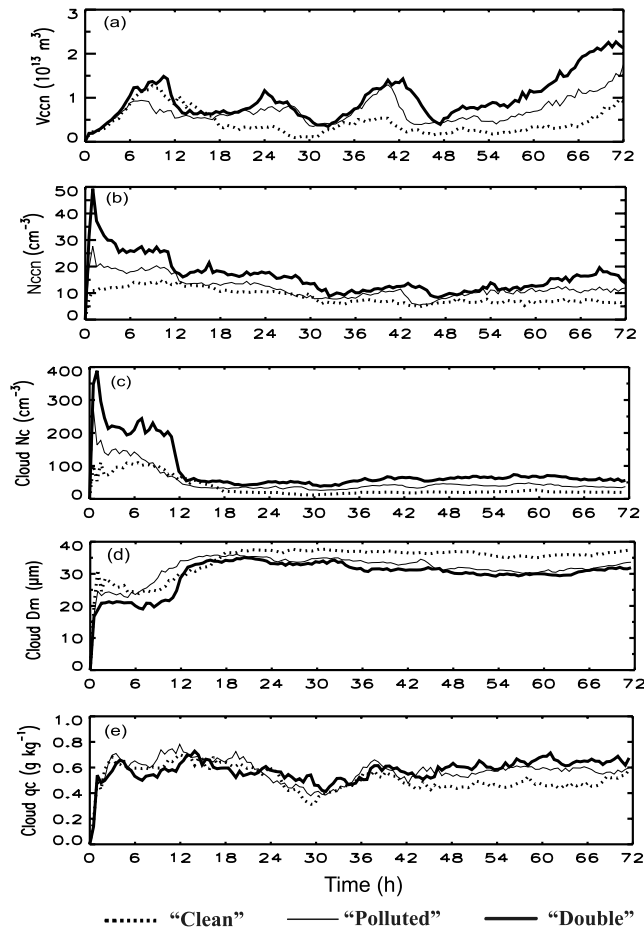 (a)
Vccn (10¹³ m³)
3
2
1
0
0 6 12 18 24 30 36 42 48 54 60 66 72
(b)
Nccn (cm⁻³)
50
40
30
20
10
0
0 6 12 18 24 30 36 42 48 54 60 66 72
(c)
Cloud Nc (cm⁻³)
400
300
200
100
0
0 6 12 18 24 30 36 42 48 54 60 66 72
(d)
Cloud Dm (μm)
40
30
20
10
0
0 6 12 18 24 30 36 42 48 54 60 66 72
(e)
Cloud qc (g kg⁻¹)
1.0
0.8
0.6
0.4
0.2
0.0
0 6 12 18 24 30 36 42 48 54 60 66 72
Time (h)
“Clean” “Polluted” “Double”